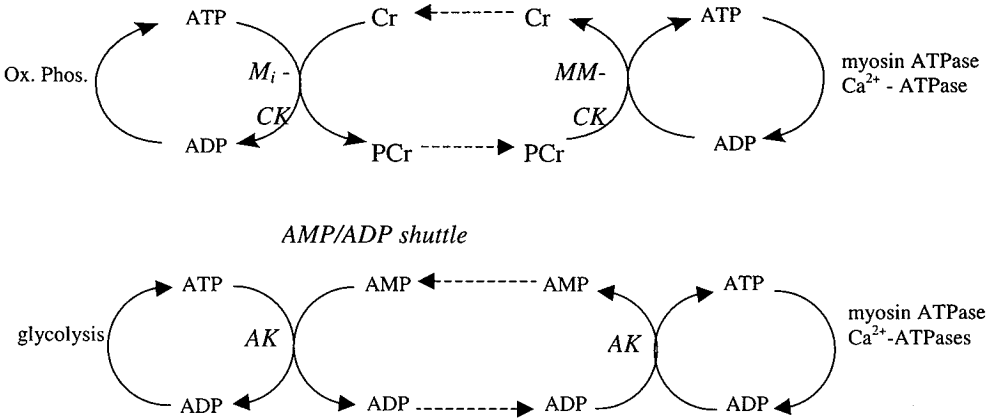 ATP Cr Cr ATP
Ox. Phos. Mi - MM- myosin ATPase
CK CK Ca2+ - ATPase
ADP PCr PCr ADP
AMP/ADP shuttle
ATP AMP AMP ATP
glycolysis AK AK myosin ATPase
Ca2+-ATPases
ADP ADP ADP ADP